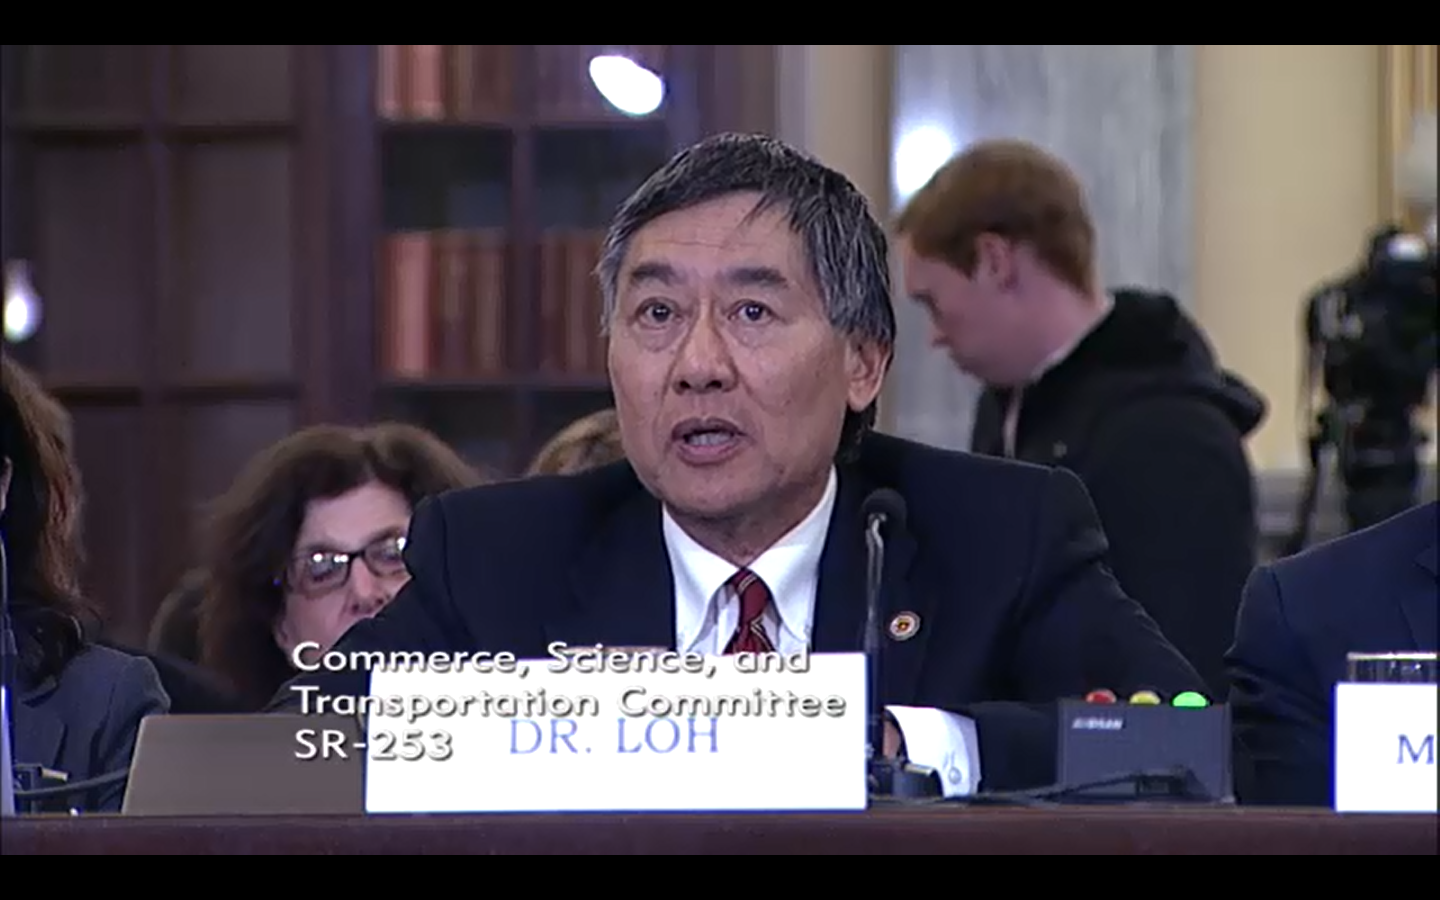 Commerce, Science, and
Transportation Committee
SR-253
DR. LOH
M